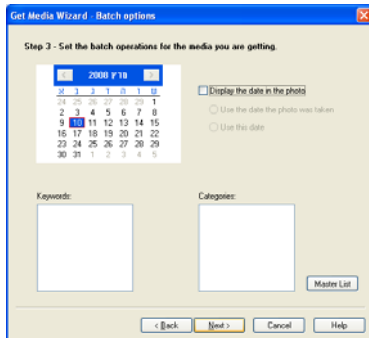 Get Media Wizard - Batch options
Step 3 - Set the batch operations for the media you are getting.
מרץ 2008
א ב ג ד ה ו ש
24 25 26 27 28 29 1
2 3 4 5 6 7 8
9 10 11 12 13 14 15
16 17 18 19 20 21 22
23 24 25 26 27 28 29
30 31 1 2 3 4 5
Display the date in the photo
Use the date the photo was taken
Use this date
Keywords:
Categories:
Master List
< Back
Next >
Cancel
Help